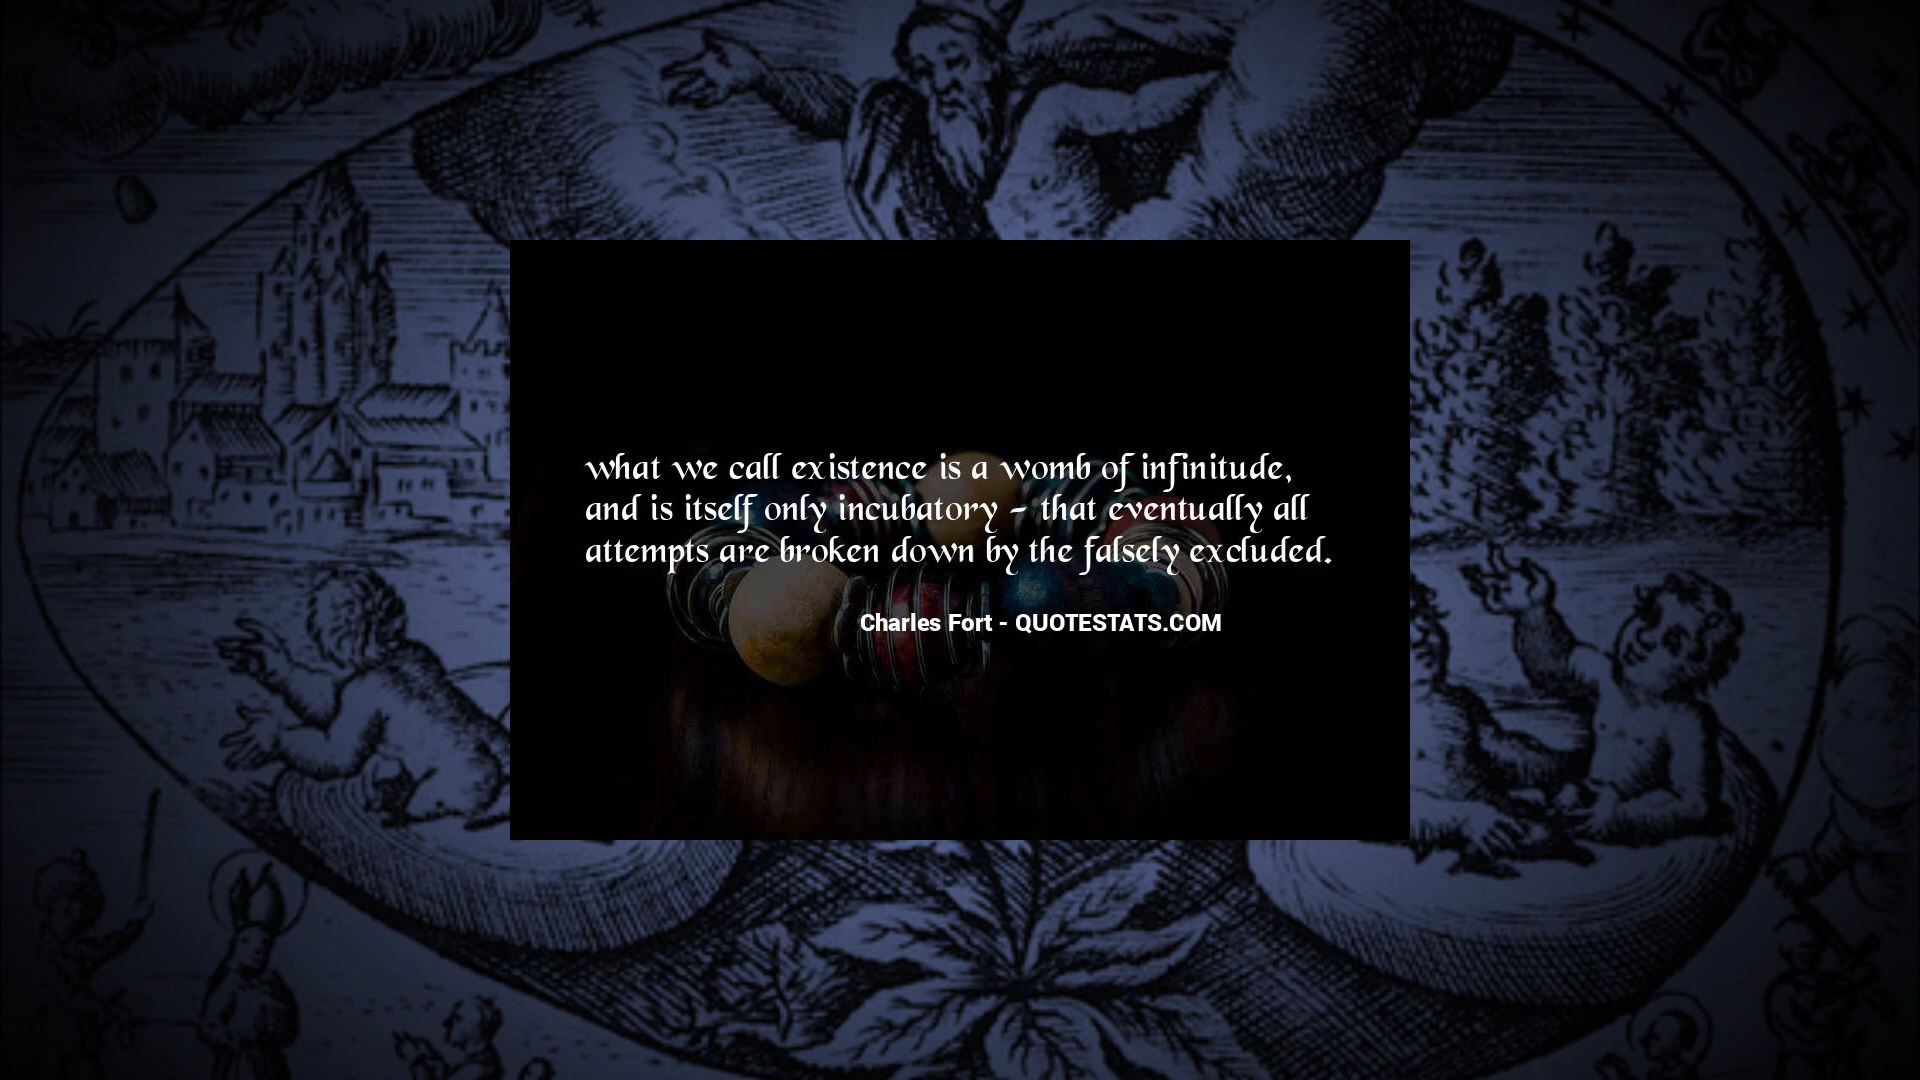 what we call existence is a womb of infinitude,
and is itself only incubatory - that eventually all
attempts are broken down by the falsely excluded.
Charles Fort - QUOTESTATS.COM